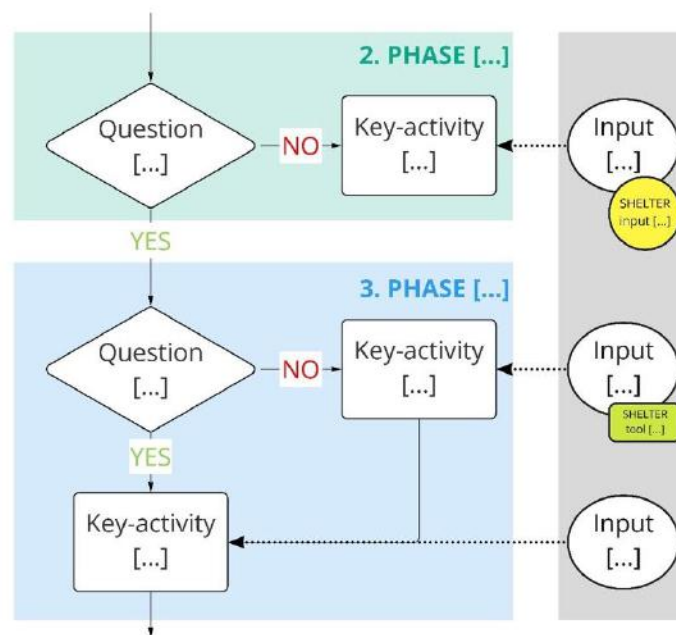 2. PHASE [...]
Question
[...]
NO
Key-activity
[...]
Input
[...]
SHELTER
input [...]
YES
3. PHASE [...]
Question
[...]
NO
Key-activity
[...]
Input
[...]
SHELTER
tool [...]
YES
Key-activity
[...]
Input
[...]